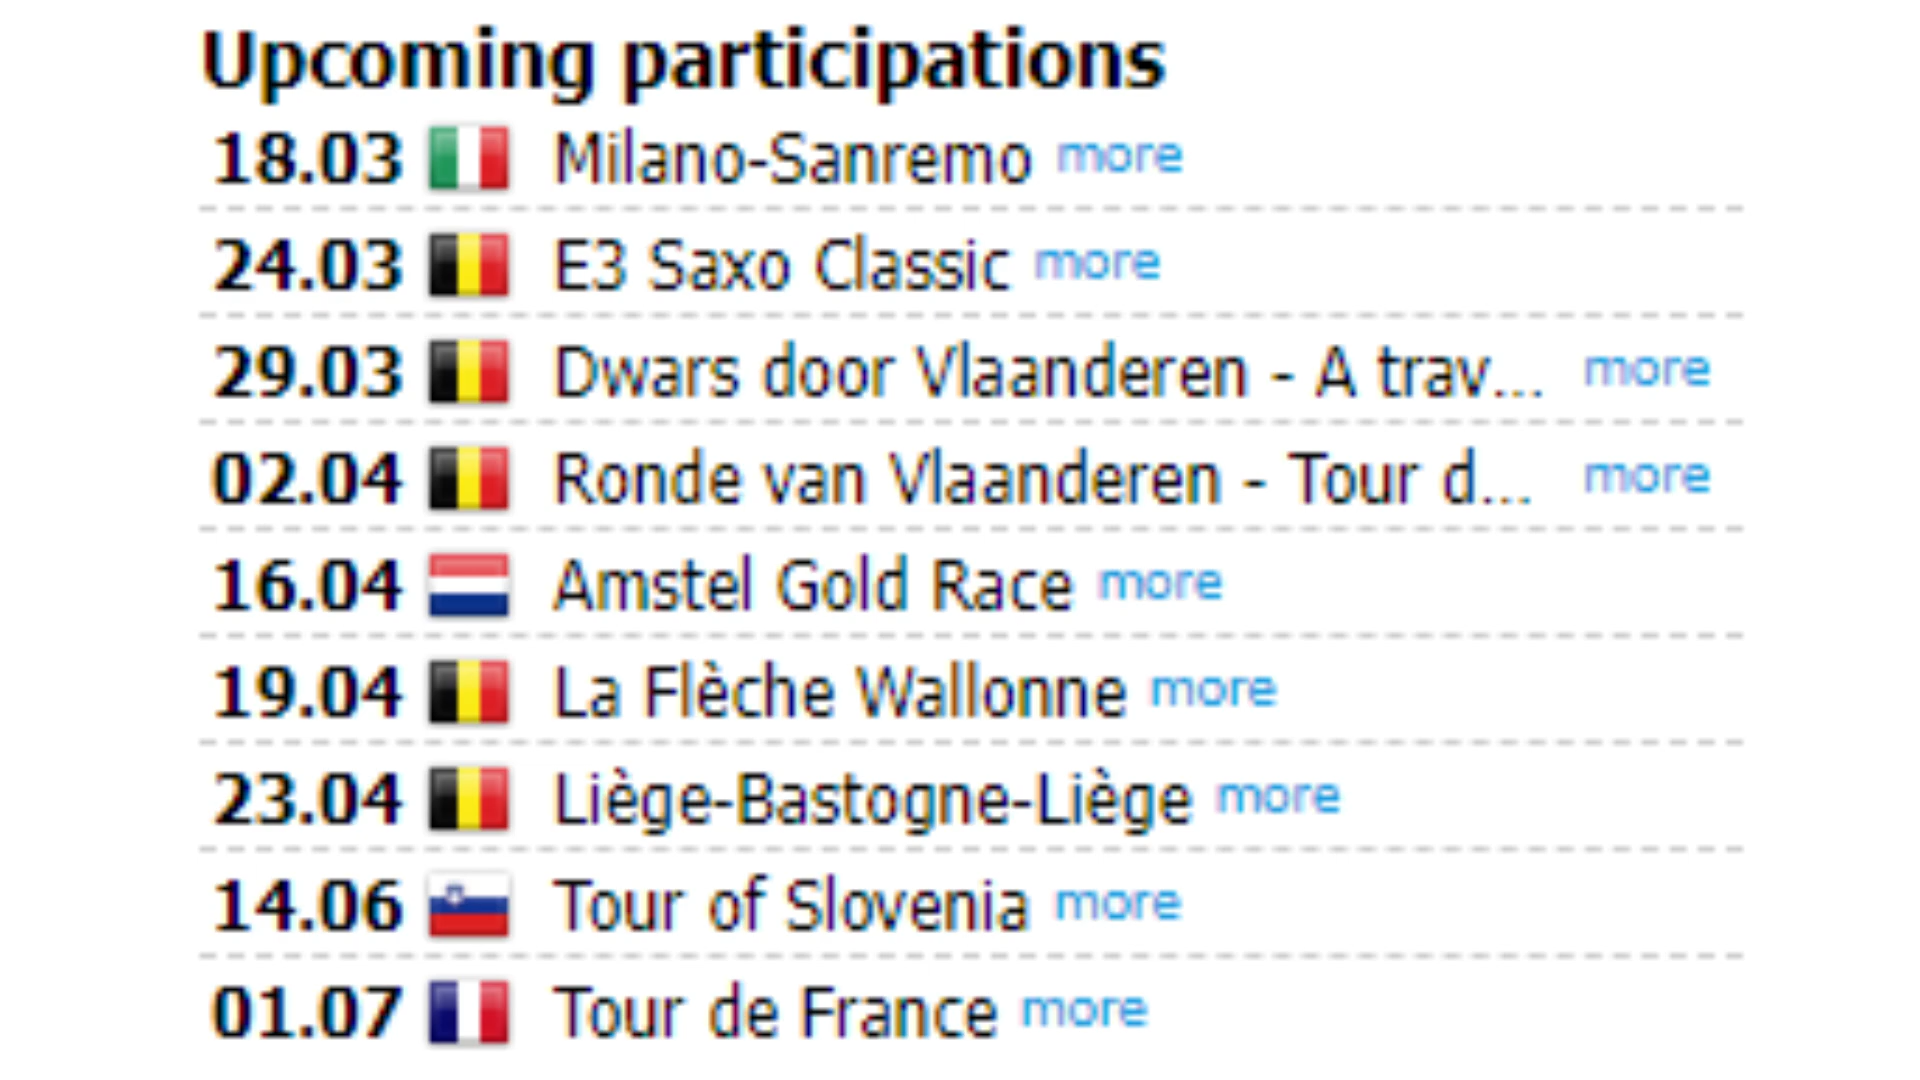 Upcoming participations
18.03 Milano-Sanremo more
24.03 E3 Saxo Classic more
29.03 Dwars door Vlaanderen - A trav... more
02.04 Ronde van Vlaanderen - Tour d... more
16.04 Amstel Gold Race more
19.04 La Flèche Wallonne more
23.04 Liège-Bastogne-Liège more
14.06 Tour of Slovenia more
01.07 Tour de France more